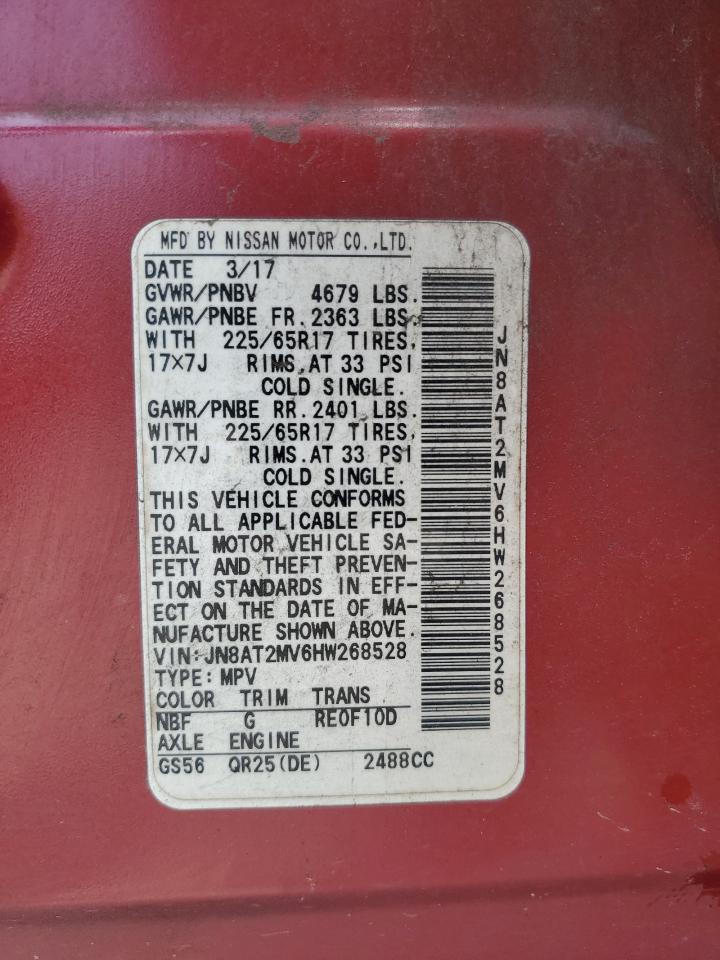 MFD BY NISSAN MOTOR CO.,LTD.
DATE 3/17
GVWR/PNBV 4679 LBS.
GAWR/PNBE FR. 2363 LBS.
WITH 225/65R17 TIRES,
17×7J RIMS.AT 33 PSI
COLD SINGLE.
GAWR/PNBE RR. 2401 LBS.
WITH 225/65R17 TIRES,
17×7J RIMS.AT 33 PSI
COLD SINGLE.
THIS VEHICLE CONFORMS
TO ALL APPLICABLE FED-
ERAL MOTOR VEHICLE SA-
FETY AND THEFT PREVEN-
TION STANDARDS IN EFF-
ECT ON THE DATE OF MA-
NUFACTURE SHOWN ABOVE.
VIN:JN8AT2MV6HW268528
TYPE:MPV
COLOR TRIM TRANS
NBF G RE0F10D
AXLE ENGINE
GS56 QR25(DE) 2488CC
JN8AT2MV6HW268528